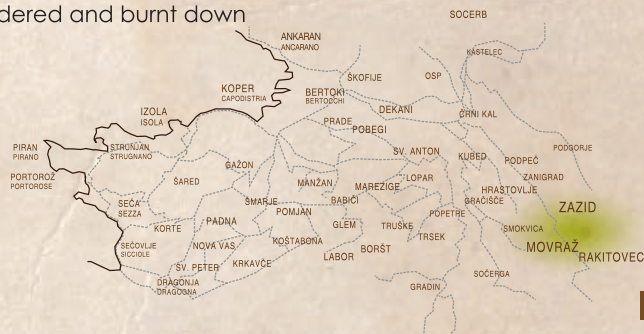 dered and burnt down
SOCERB
ANKARAN
ANCARANO
KASTELEC
ŠKOFIJE
OSP
KOPER
CAPODISTRIA
BERTOKI
BERTOCCHI
IZOLA
ISOLA
DEKANI
ČRNI KAL
PRADE
POBEGI
PIRAN
PIRANO
STRUNJAN
STRUGNANO
SV. ANTON
KUBED
PODPEČ
PODGORJE
GAŽON
PORTOROŽ
PORTOROSE
ŠARED
MANŽAN
MAREZIGE
LOPAR
ZANIGRAD
HRASTOVLJE
SEČA
SEZZA
ŠMARJE
BABIČI
GRAČIŠČE
ZAZID
POMJAN
POPETRE
PADNA
KORTE
GLEM
TRUŠKE
SMOKVICA
TRSEK
SEČOVLJE
SICCIOLE
NOVA VAS
KOŠTABONA
BORŠT
MOVRAŽ
RAKITOVEC
LABOR
SV. PETER
KRKAVČE
SOČERGA
DRAGONJA
DRAGOGNA
GRADIN